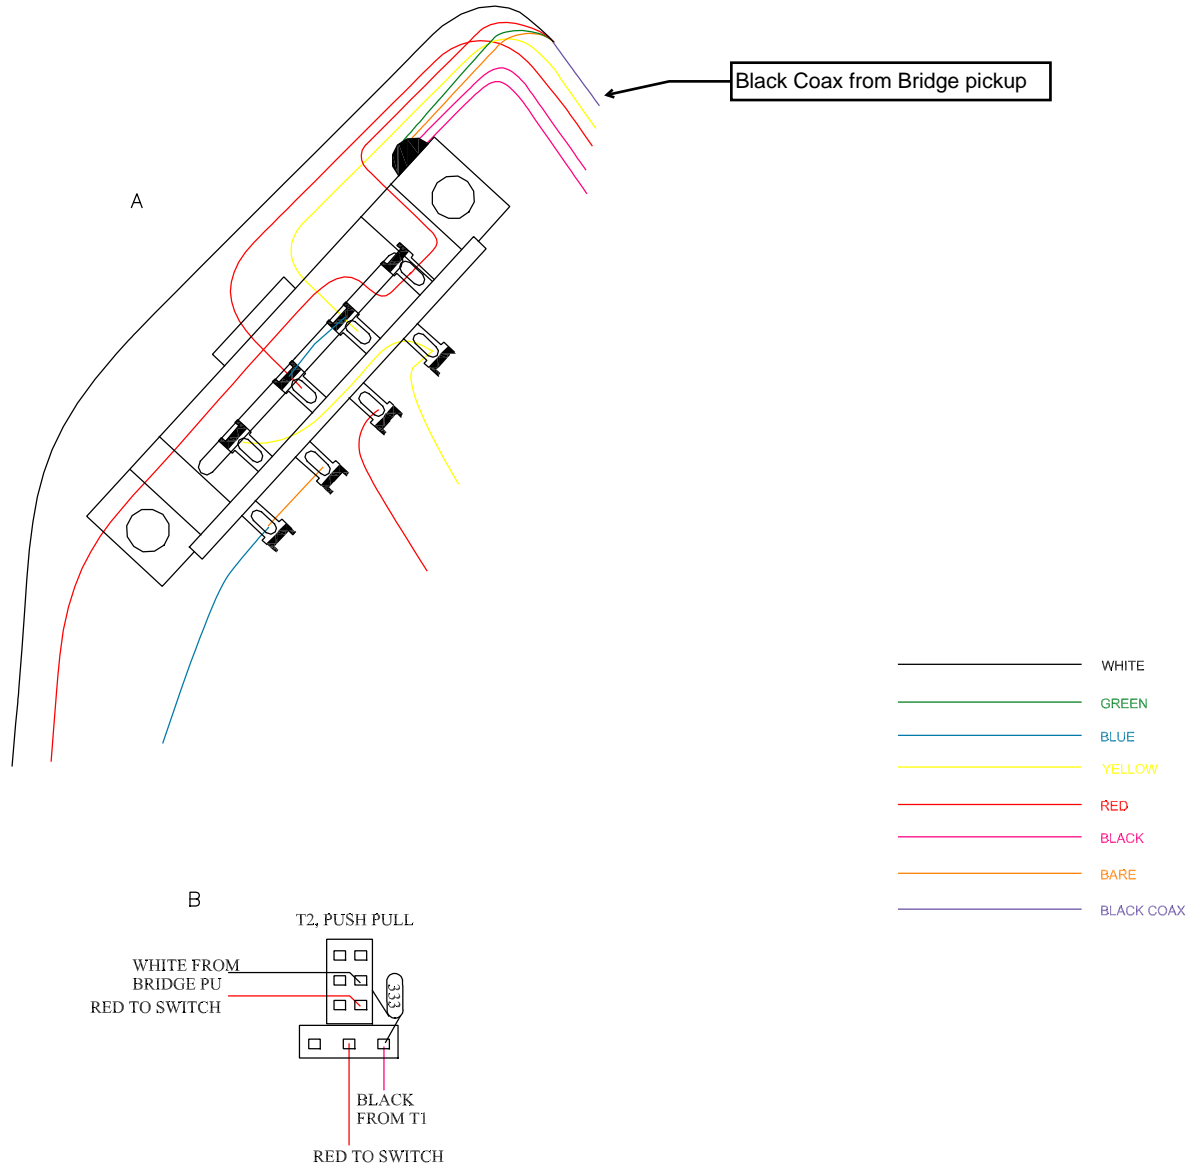 Black Coax from Bridge pickup
A
WHITE
GREEN
BLUE
YELLOW
RED
BLACK
BARE
BLACK COAX
B
T2, PUSH PULL
WHITE FROM
BRIDGE PU
RED TO SWITCH
333
BLACK
FROM T1
RED TO SWITCH